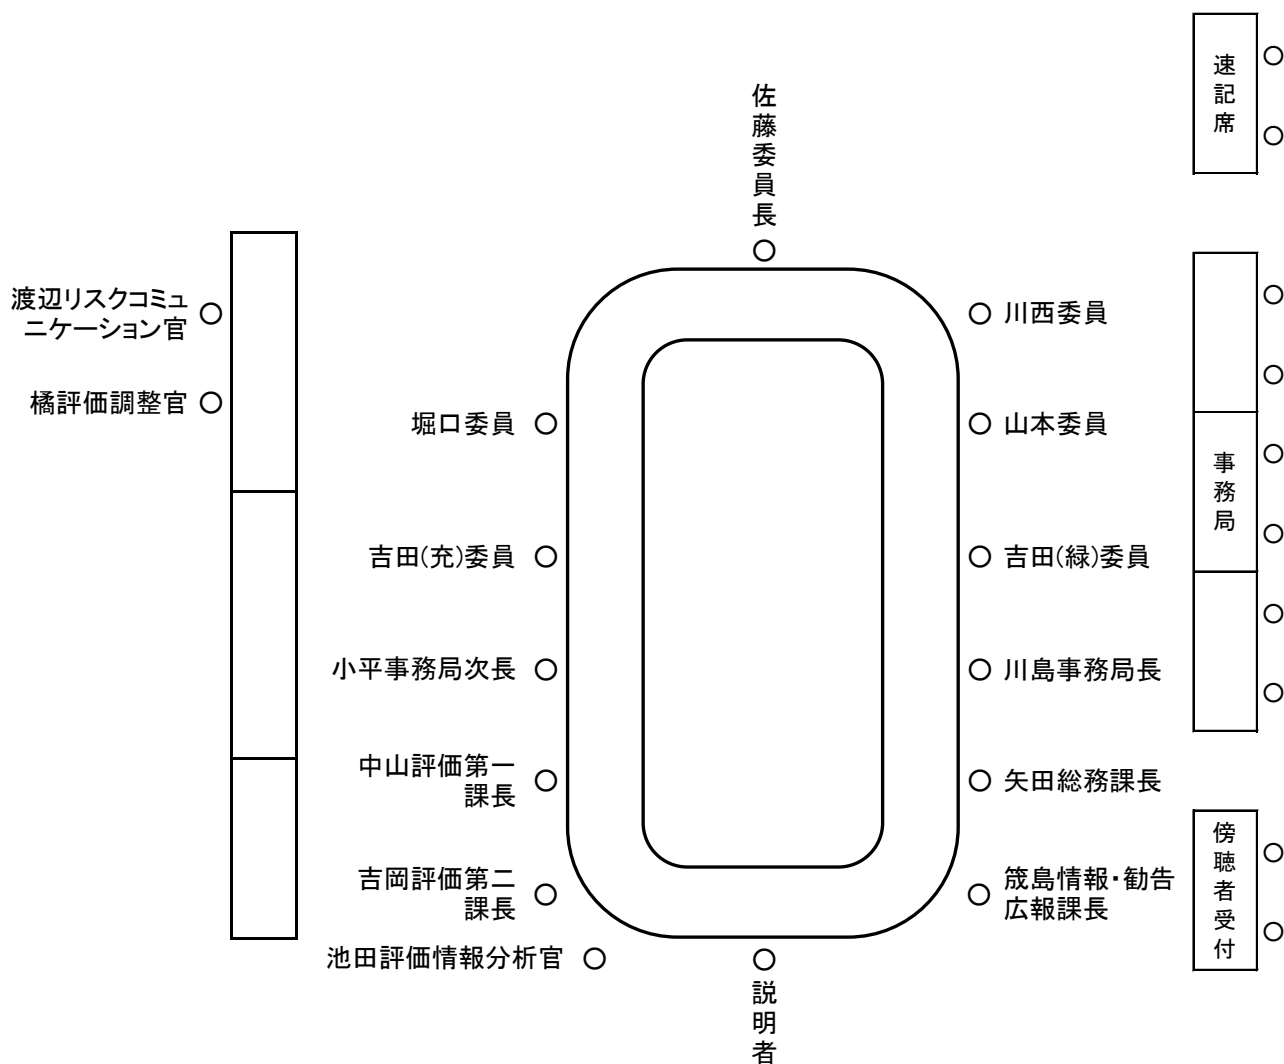 速記席
佐藤委員長
渡辺リスクコミュ
ニケーション官
川西委員
橘評価調整官
堀口委員
山本委員
事務局
吉田(充)委員
吉田(緑)委員
小平事務局次長
川島事務局長
中山評価第一
課長
矢田総務課長
吉岡評価第二
課長
筬島情報・勧告
広報課長
傍聴者受付
池田評価情報分析官
説明者